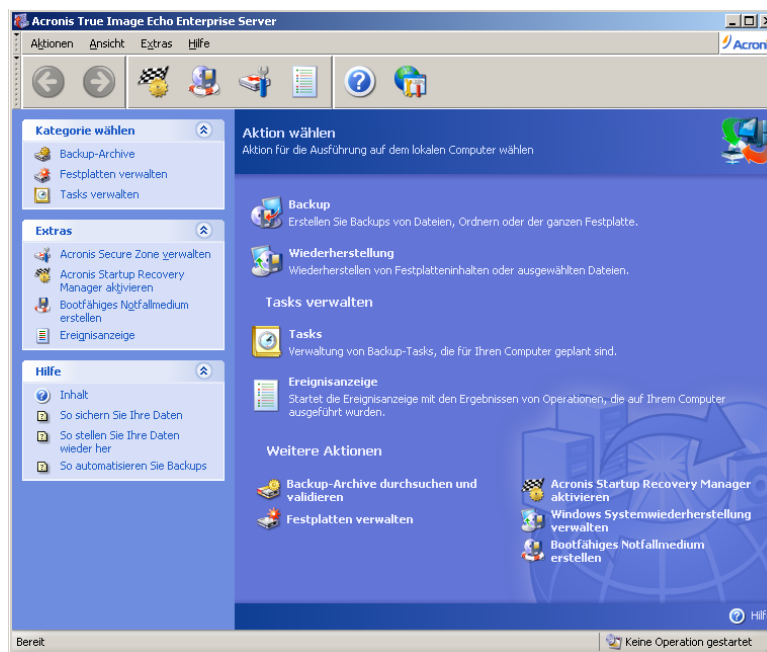 Acronis True Image Echo Enterprise Server
Aktionen Ansicht Extras Hilfe
Acron
Kategorie wählen
Backup-Archive
Festplatten verwalten
Tasks verwalten
Extras
Acronis Secure Zone verwalten
Acronis Startup Recovery
Manager aktivieren
Bootfähiges Notfallmedium
erstellen
Ereignisanzeige
Hilfe
Inhalt
So sichern Sie Ihre Daten
So stellen Sie Ihre Daten
wieder her
So automatisieren Sie Backups
Aktion wählen
Aktion für die Ausführung auf dem lokalen Computer wählen
Backup
Erstellen Sie Backups von Dateien, Ordnern oder der ganzen Festplatte.
Wiederherstellung
Wiederherstellen von Festplatteninhalten oder ausgewählten Dateien.
Tasks verwalten
Tasks
Verwaltung von Backup-Tasks, die für Ihren Computer geplant sind.
Ereignisanzeige
Startet die Ereignisanzeige mit den Ergebnissen von Operationen, die auf Ihrem Computer
ausgeführt wurden.
Weitere Aktionen
Backup-Archive durchsuchen und
validieren
Festplatten verwalten
Acronis Startup Recovery Manager
aktivieren
Windows Systemwiederherstellung
verwalten
Bootfähiges Notfallmedium
erstellen
Hilf
Bereit
Keine Operation gestartet